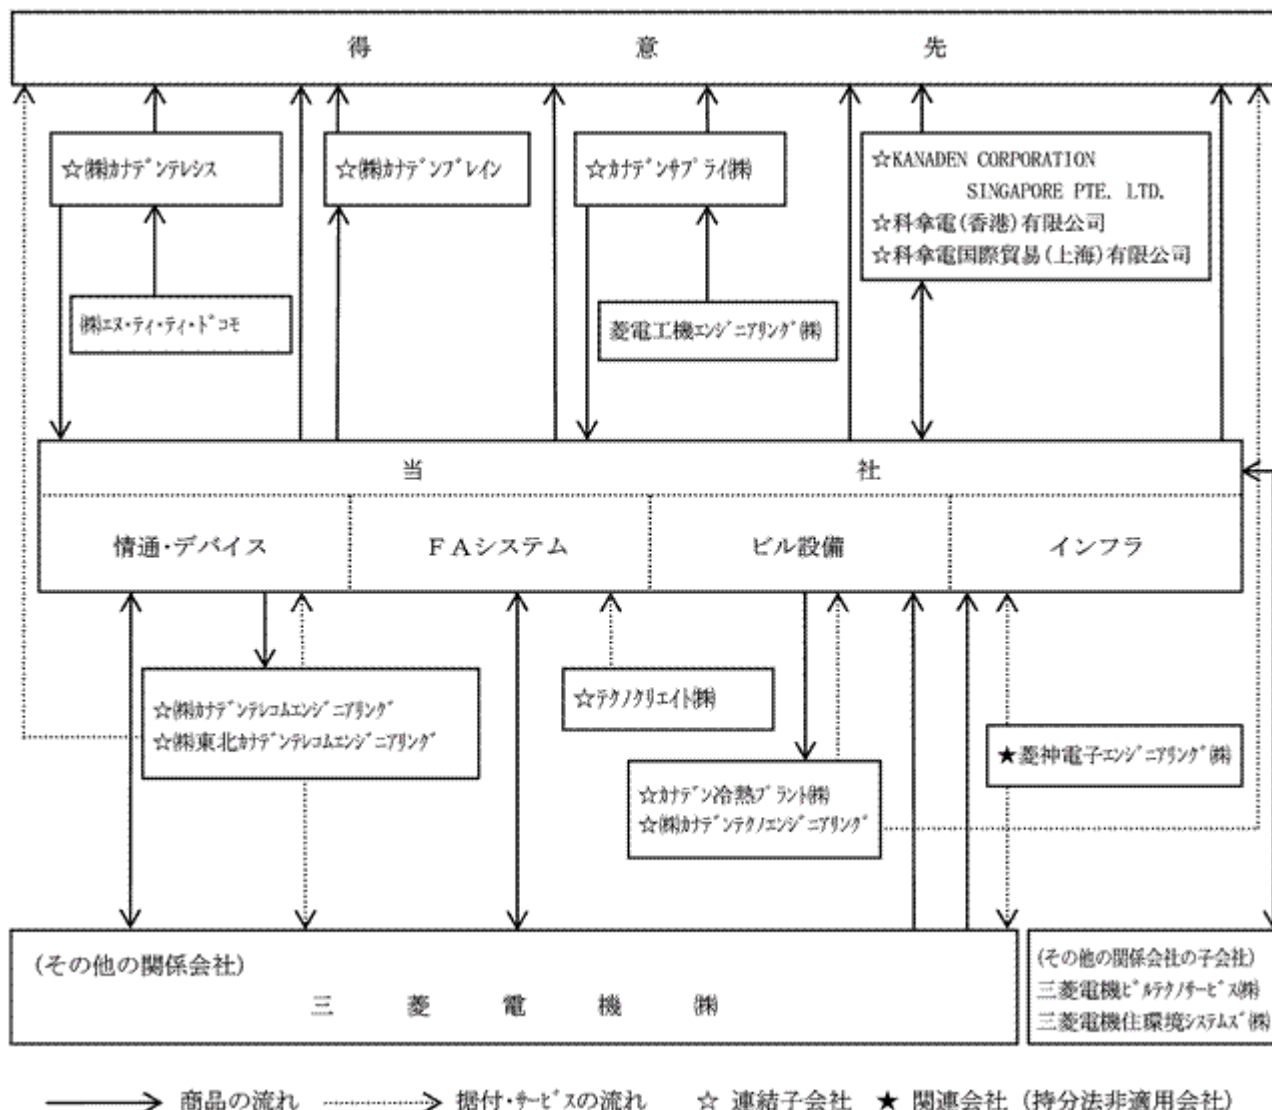 得意先
☆㈱ｶﾅﾃﾞﾝﾃﾚｼｽ
☆㈱ｶﾅﾃﾞﾝﾌﾞﾚｲﾝ
☆ｶﾅﾃﾞﾝｻﾌﾟﾗｲ㈱
☆KANADEN CORPORATION
SINGAPORE PTE. LTD.
☆科拿電(香港)有限公司
☆科拿電国際貿易(上海)有限公司
㈱ｴﾇ･ﾃｨ･ﾃｨ･ﾄﾞｺﾓ
菱電工機ｴﾝｼﾞﾆｱﾘﾝｸﾞ㈱
当社
情通･デバイス
ＦＡシステム
ビル設備
インフラ
☆㈱ｶﾅﾃﾞﾝﾃﾚｺﾑｴﾝｼﾞﾆｱﾘﾝｸﾞ
☆㈱東北ｶﾅﾃﾞﾝﾃﾚｺﾑｴﾝｼﾞﾆｱﾘﾝｸﾞ
☆ﾃｸﾉｸﾘｴｲﾄ㈱
★菱神電子ｴﾝｼﾞﾆｱﾘﾝｸﾞ㈱
☆ｶﾅﾃﾞﾝ冷熱ﾌﾟﾗﾝﾄ㈱
☆㈱ｶﾅﾃﾞﾝﾃｸﾉｴﾝｼﾞﾆｱﾘﾝｸﾞ
(その他の関係会社)
三菱電機㈱
(その他の関係会社の子会社)
三菱電機ﾋﾞﾙﾃｸﾉｻｰﾋﾞｽ㈱
三菱電機住環境ｼｽﾃﾑｽﾞ㈱
商品の流れ 据付･ｻｰﾋﾞｽの流れ ☆ 連結子会社 ★ 関連会社 (持分法非適用会社)